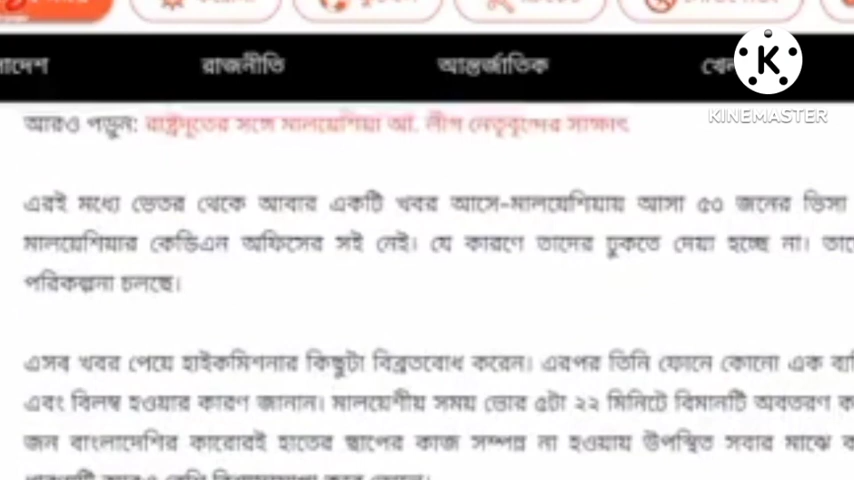 রাজনীতি আন্তর্জাতিক
K
KINEMASTER
আরও পড়ুন: রাষ্ট্রদূতের সঙ্গে মালয়েশিয়া আ. লীগ নেতৃবৃন্দের সাক্ষাৎ
এরই মধ্যে ভেতর থেকে আবার একটি খবর আসে-মালয়েশিয়ায় আসা ৫৩ জনের ভিসা
মালয়েশিয়ার কেডিএন অফিসের সই নেই। যে কারণে তাদের ঢুকতে দেয়া হচ্ছে না।
পরিকল্পনা চলছে।
এসব খবর পেয়ে হাইকমিশনার কিছুটা বিব্রতবোধ করেন। এরপর তিনি ফোনে কোনো এক
এবং বিলম্ব হওয়ার কারণ জানান। মালয়েশীয় সময় ভোর ৫টা ২২ মিনিটে বিমানটি অবতরণ
জন বাংলাদেশির কারোরই হাতের ছাপের কাজ সম্পন্ন না হওয়ায় উপস্থিত সবার মাঝে